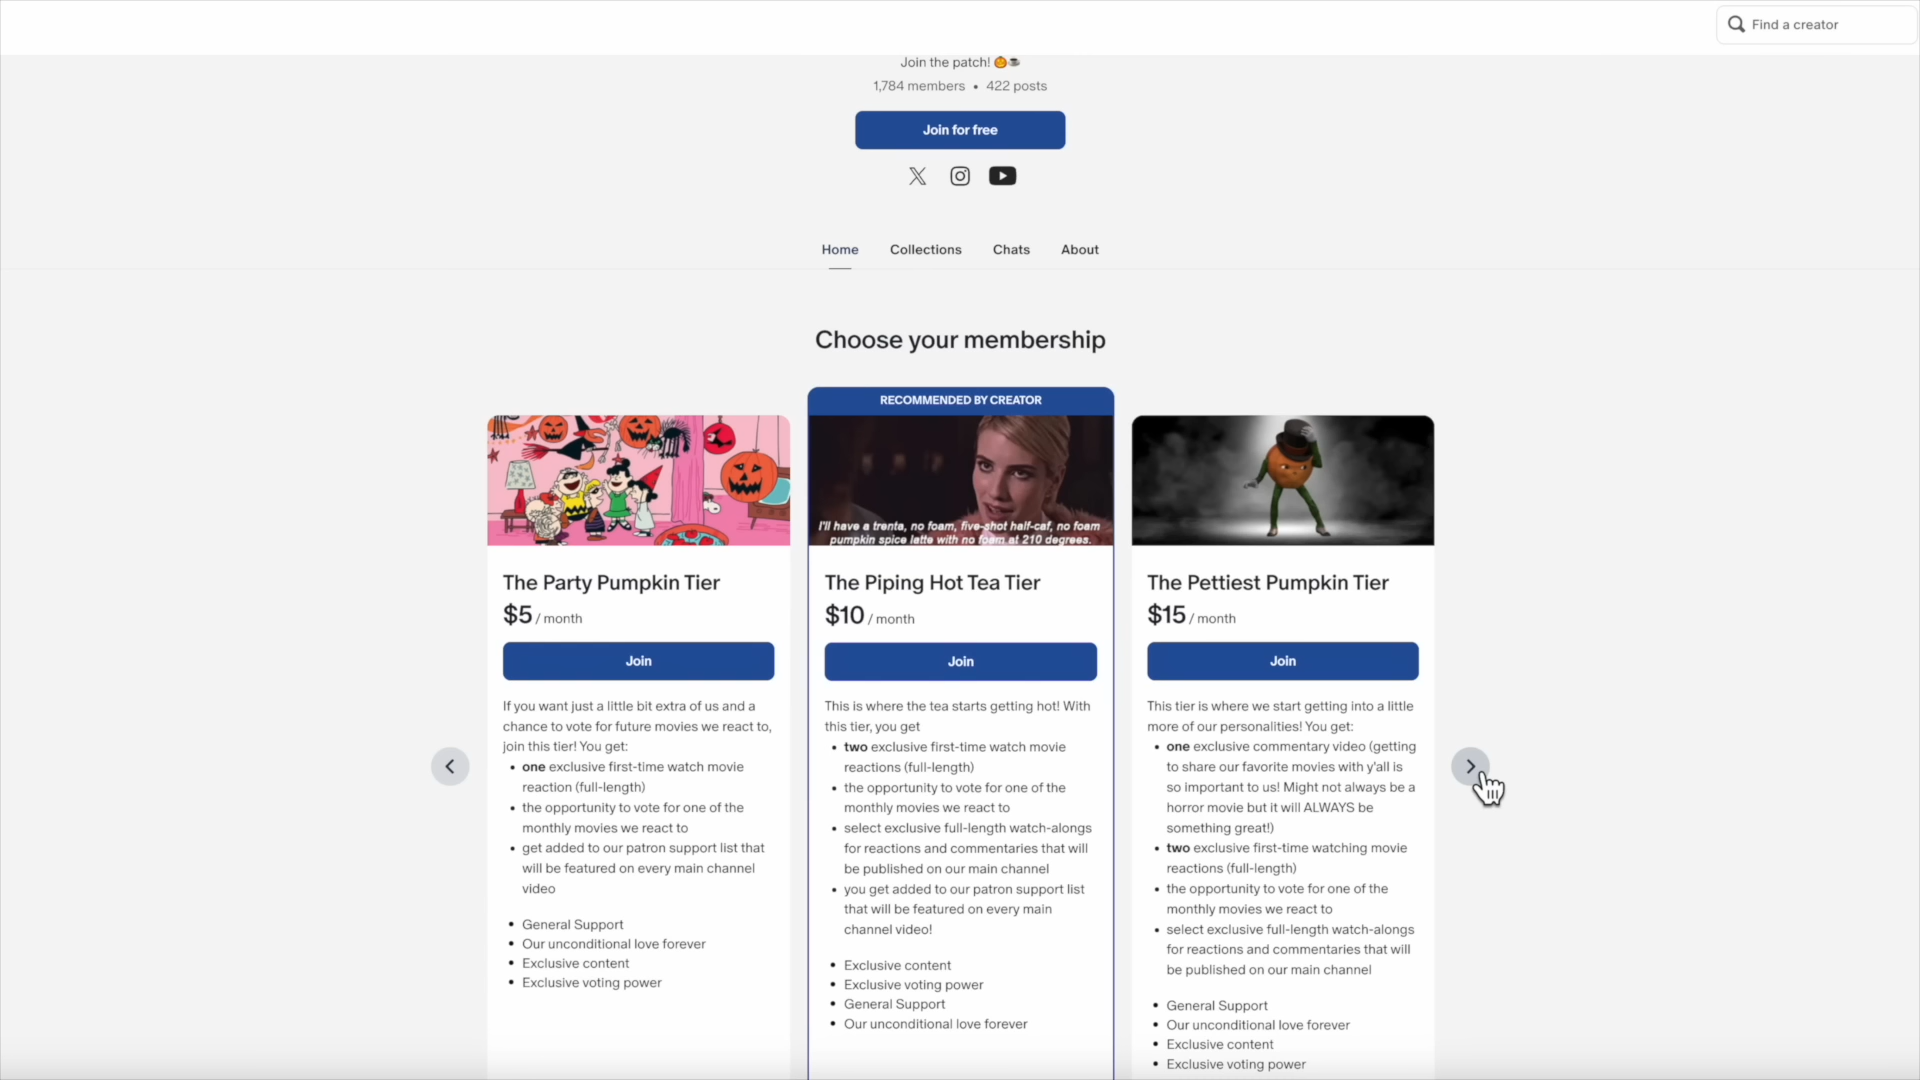 Find a creator
Join the patch! 🎃☕
1,784 members • 422 posts
Join for free
Home
Collections
Chats
About
Choose your membership
The Party Pumpkin Tier
$5 / month
Join
If you want just a little bit extra of us and a
chance to vote for future movies we react to,
join this tier! You get:
• one exclusive first-time watch movie
reaction (full-length)
• the opportunity to vote for one of the
monthly movies we react to
• get added to our patron support list that
will be featured on every main channel
video
• General Support
• Our unconditional love forever
• Exclusive content
• Exclusive voting power
RECOMMENDED BY CREATOR
I'll have a trenta, no foam, five-shot half-caf, no foam
pumpkin spice latte with no foam at 210 degrees.
The Piping Hot Tea Tier
$10 / month
Join
This is where the tea starts getting hot! With
this tier, you get
• two exclusive first-time watch movie
reactions (full-length)
• the opportunity to vote for one of the
monthly movies we react to
• select exclusive full-length watch-alongs
for reactions and commentaries that will
be published on our main channel
• you get added to our patron support list
that will be featured on every main
channel video!
• Exclusive content
• Exclusive voting power
• General Support
• Our unconditional love forever
The Pettiest Pumpkin Tier
$15 / month
Join
This tier is where we start getting into a little
more of our personalities! You get:
• one exclusive commentary video (getting
to share our favorite movies with y'all is
so important to us! Might not always be a
horror movie but it will ALWAYS be
something great!)
• two exclusive first-time watching movie
reactions (full-length)
• the opportunity to vote for one of the
monthly movies we react to
• select exclusive full-length watch-alongs
for reactions and commentaries that will
be published on our main channel
• General Support
• Our unconditional love forever
• Exclusive content
• Exclusive voting power